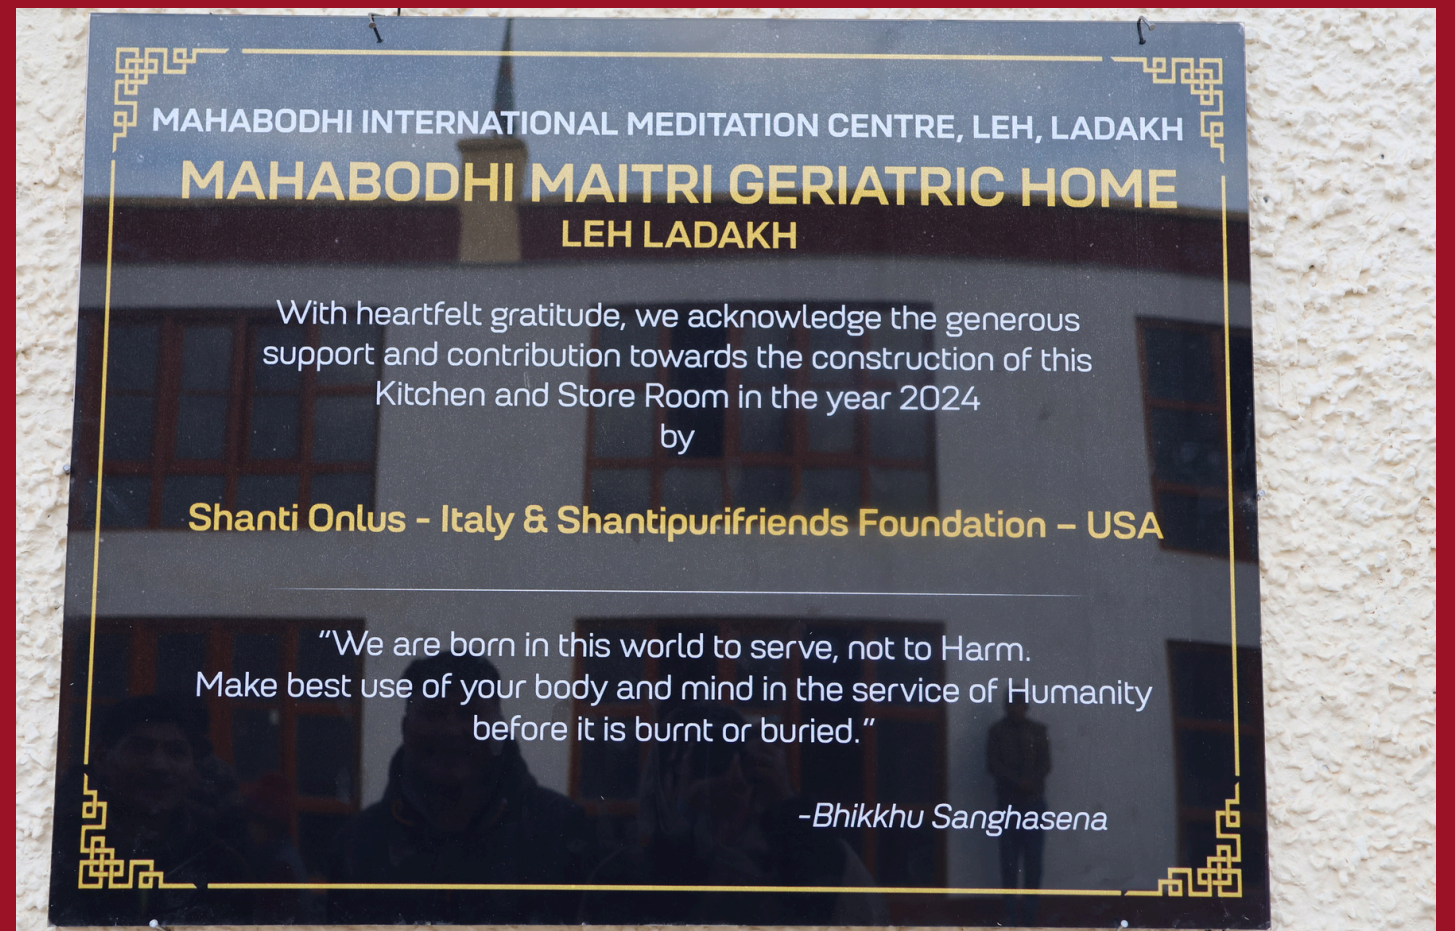 MAHABODHI INTERNATIONAL MEDITATION CENTRE, LEH, LADAKH
MAHABODHI MAITRI GERIATRIC HOME
LEH LADAKH
With heartfelt gratitude, we acknowledge the generous
support and contribution towards the construction of this
Kitchen and Store Room in the year 2024
by
Shanti Onlus - Italy & Shantipurifriends Foundation – USA
“We are born in this world to serve, not to Harm.
Make best use of your body and mind in the service of Humanity
before it is burnt or buried.”
-Bhikkhu Sanghasena